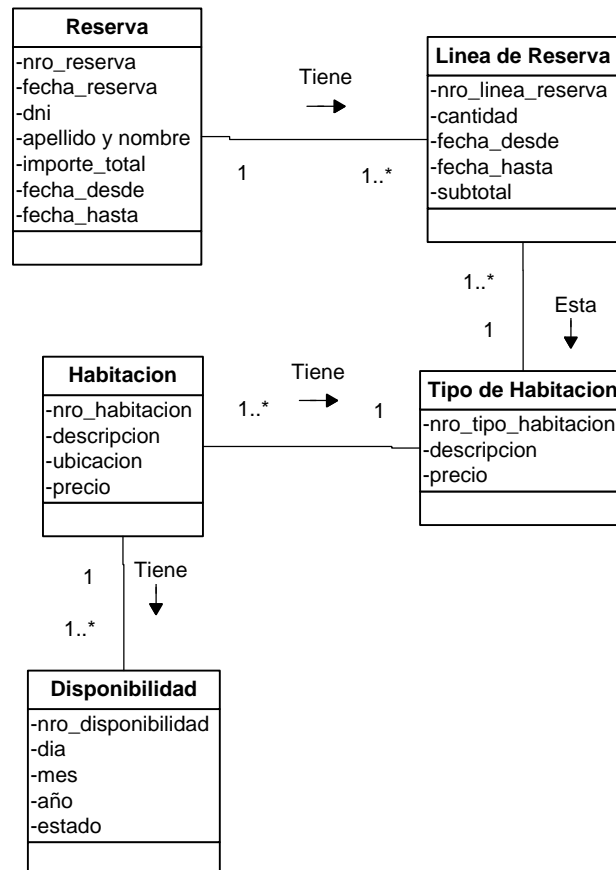 Reserva
-nro_reserva
-fecha_reserva
-dni
-apellido y nombre
-importe_total
-fecha_desde
-fecha_hasta
Tiene
1
1..*
Linea de Reserva
-nro_linea_reserva
-cantidad
-fecha_desde
-fecha_hasta
-subtotal
1..*
Esta
1
Habitacion
-nro_habitacion
-descripcion
-ubicacion
-precio
Tiene
1..*
1
Tipo de Habitacion
-nro_tipo_habitacion
-descripcion
-precio
1
Tiene
1..*
Disponibilidad
-nro_disponibilidad
-dia
-mes
-año
-estado